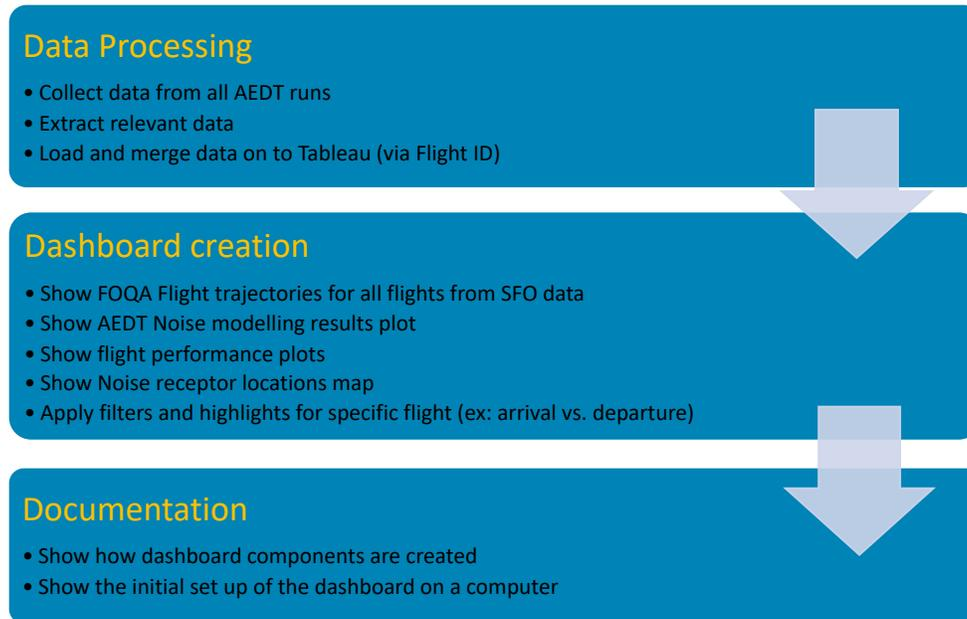 Data Processing
• Collect data from all AEDT runs
• Extract relevant data
• Load and merge data on to Tableau (via Flight ID)
Dashboard creation
• Show FOQA Flight trajectories for all flights from SFO data
• Show AEDT Noise modelling results plot
• Show flight performance plots
• Show Noise receptor locations map
• Apply filters and highlights for specific flight (ex: arrival vs. departure)
Documentation
• Show how dashboard components are created
• Show the initial set up of the dashboard on a computer